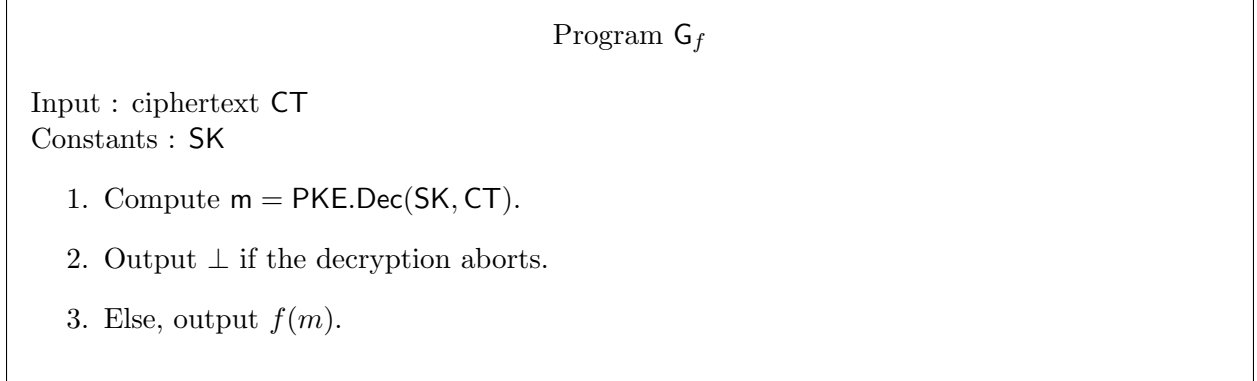 Program G_f
Input : ciphertext CT
Constants : SK
1. Compute m = PKE.Dec(SK, CT).
2. Output ⊥ if the decryption aborts.
3. Else, output f(m).